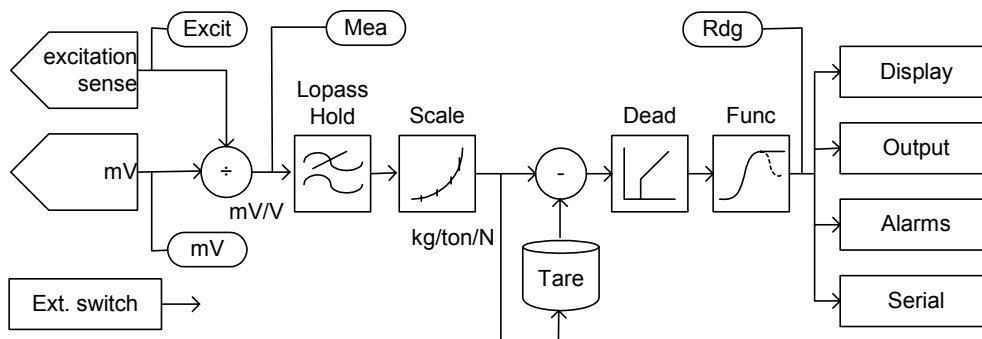 Excit
Mea
Rdg
excitation
sense
Lopass
Hold
Scale
Dead
Func
Display
mV
÷
-
Output
mV/V
kg/ton/N
mV
Tare
Alarms
Ext. switch
Serial